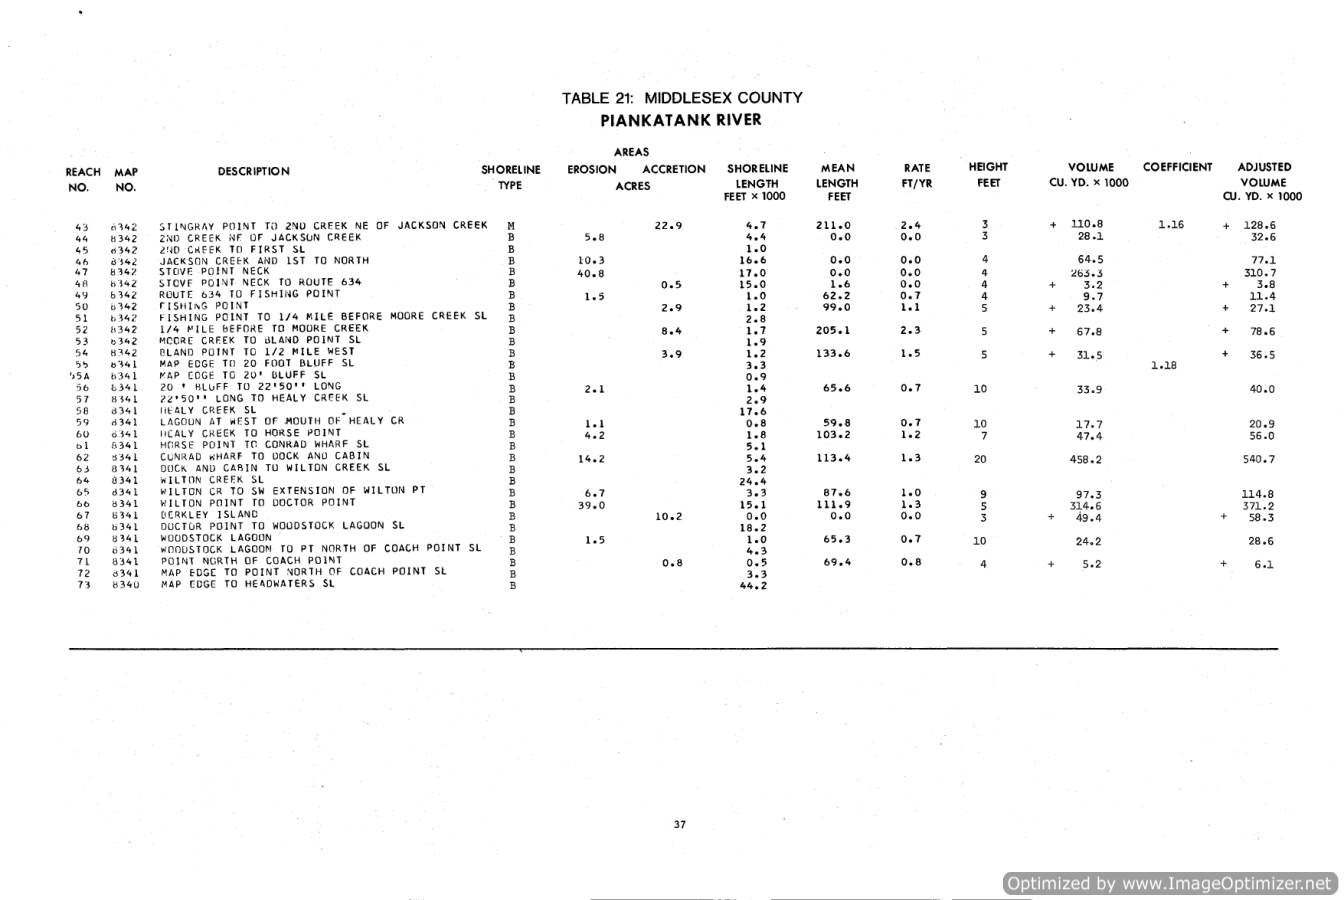 TABLE 21: MIDDLESEX COUNTY
PIANKATANK RIVER
AREAS
REACH MAP DESCRIPTION SHORELINE EROSION ACCRETION SHORELINE MEAN RATE HEIGHT VOLUME COEFFICIENT ADJUSTED
NO. NO. TYPE ACRES LENGTH LENGTH FT/YR FEET CU. YD. × 1000 VOLUME
FEET × 1000 FEET CU. YD. × 1000
43 8342 STINGRAY POINT TO 2ND CREEK NE OF JACKSON CREEK M 22.9 4.7 211.0 2.4 3 + 110.8 1.16 + 128.6
44 8342 2ND CREEK NE OF JACKSON CREEK B 5.8 4.4 0.0 0.0 3 28.1 32.6
45 8342 2ND CREEK TO FIRST SL B 1.0
46 8342 JACKSON CREEK AND 1ST TO NORTH B 10.3 16.6 0.0 0.0 4 64.5 77.1
47 8342 STOVE POINT NECK B 40.8 17.0 0.0 0.0 4 263.3 310.7
48 8342 STOVE POINT NECK TO ROUTE 634 B 0.5 15.0 1.6 0.0 4 + 3.2 + 3.8
49 8342 ROUTE 634 TO FISHING POINT B 1.5 1.0 62.2 0.7 4 9.7 11.4
50 8342 FISHING POINT B 2.9 1.2 99.0 1.1 5 + 23.4 + 27.1
51 8342 FISHING POINT TO 1/4 MILE BEFORE MOORE CREEK SL B 2.8
52 8342 1/4 MILE BEFORE TO MOORE CREEK B 8.4 1.7 205.1 2.3 5 + 67.8 + 78.6
53 8342 MOORE CREEK TO BLAND POINT SL B 1.9
54 8342 BLAND POINT TO 1/2 MILE WEST B 3.9 1.2 133.6 1.5 5 + 31.5 + 36.5
55 8341 MAP EDGE TO 20 FOOT BLUFF SL B 3.3 1.18
55A 8341 MAP EDGE TO 20' BLUFF SL B 0.9
56 8341 20 ' BLUFF TO 22'50'' LONG B 2.1 1.4 65.6 0.7 10 33.9 40.0
57 8341 22'50'' LONG TO HEALY CREEK SL B 2.9
58 8341 HEALY CREEK SL B 17.6
59 8341 LAGOON AT WEST OF MOUTH OF HEALY CR B 1.1 0.8 59.8 0.7 10 17.7 20.9
60 8341 HEALY CREEK TO HORSE POINT B 4.2 1.8 103.2 1.2 7 47.4 56.0
61 8341 HORSE POINT TO CONRAD WHARF SL B 5.1
62 8341 CONRAD WHARF TO DOCK AND CABIN B 14.2 5.4 113.4 1.3 20 458.2 540.7
63 8341 DOCK AND CABIN TO WILTON CREEK SL B 3.2
64 8341 WILTON CREEK SL B 24.4
65 8341 WILTON CR TO SW EXTENSION OF WILTON PT B 6.7 3.3 87.6 1.0 9 97.3 114.8
66 8341 WILTON POINT TO DOCTOR POINT B 39.0 15.1 111.9 1.3 5 314.6 371.2
67 8341 BERKLEY ISLAND B 10.2 0.0 0.0 0.0 3 + 49.4 + 58.3
68 8341 DOCTOR POINT TO WOODSTOCK LAGOON SL B 18.2
69 8341 WOODSTOCK LAGOON B 1.5 1.0 65.3 0.7 10 24.2 28.6
70 8341 WOODSTOCK LAGOON TO PT NORTH OF COACH POINT SL B 4.3
71 8341 POINT NORTH OF COACH POINT B 0.8 0.5 69.4 0.8 4 + 5.2 + 6.1
72 8341 MAP EDGE TO POINT NORTH OF COACH POINT SL B 3.3
73 8340 MAP EDGE TO HEADWATERS SL B 44.2
37
Optimized by www.ImageOptimizer.net